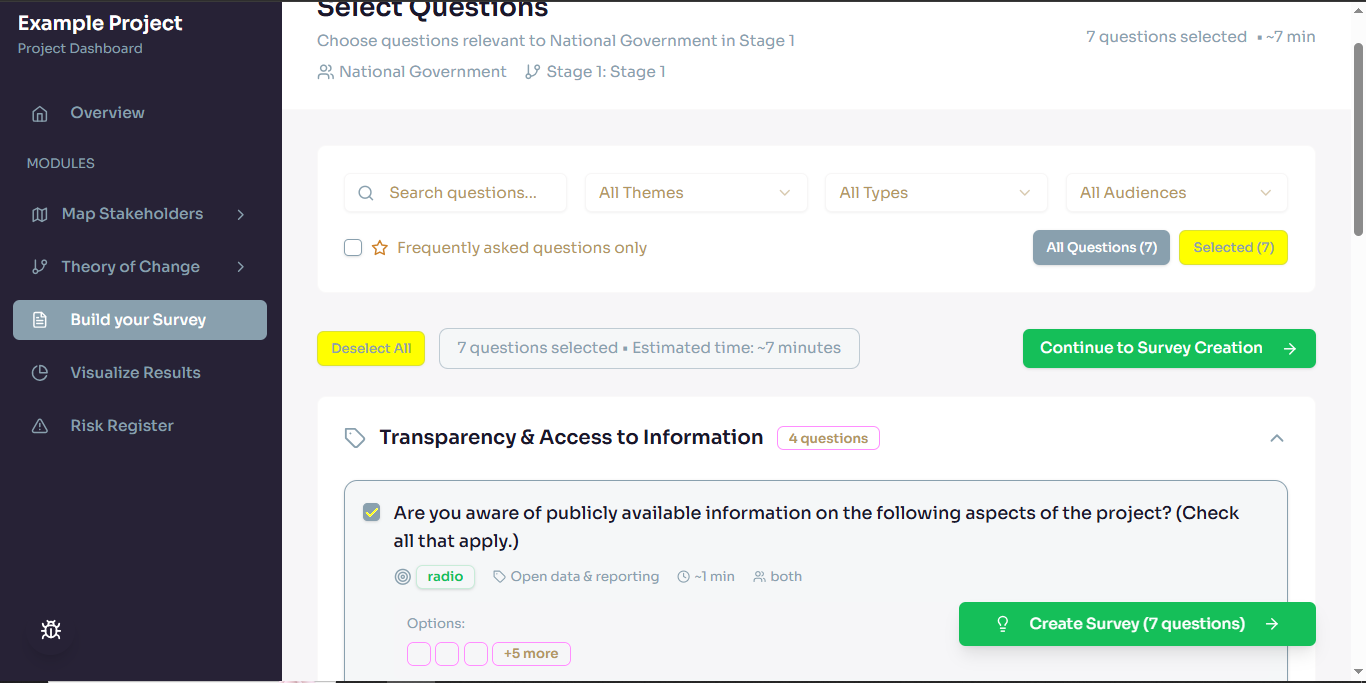 Example Project
Project Dashboard
Overview
MODULES
Map Stakeholders
Theory of Change
Build your Survey
Visualize Results
Risk Register
Select Questions
Choose questions relevant to National Government in Stage 1
7 questions selected ▪ ~7 min
National Government Stage 1: Stage 1
Search questions... All Themes All Types All Audiences
Frequently asked questions only
All Questions (7) Selected (7)
Deselect All 7 questions selected ▪ Estimated time: ~7 minutes Continue to Survey Creation →
Transparency & Access to Information 4 questions
Are you aware of publicly available information on the following aspects of the project? (Check
all that apply.)
radio Open data & reporting ~1 min both
Options:
+5 more
Create Survey (7 questions) →